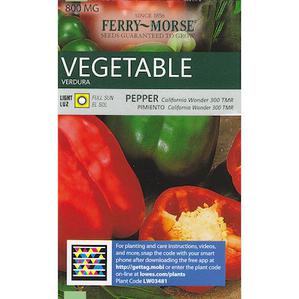 800 MG
SINCE 1856
FERRY~MORSE®
SEEDS GUARANTEED TO GROW
VEGETABLE
VERDURA
LIGHT FULL SUN
LUZ EL SOL
PEPPER California Wonder 300 TMR
PIMIENTO California Wonder 300 TMR
For planting and care instructions, videos,
and more, snap the code with your smart
phone after downloading the free app at
http://gettag.mobi or enter the plant code
on-line at lowes.com/plants
Plant Code LW03481